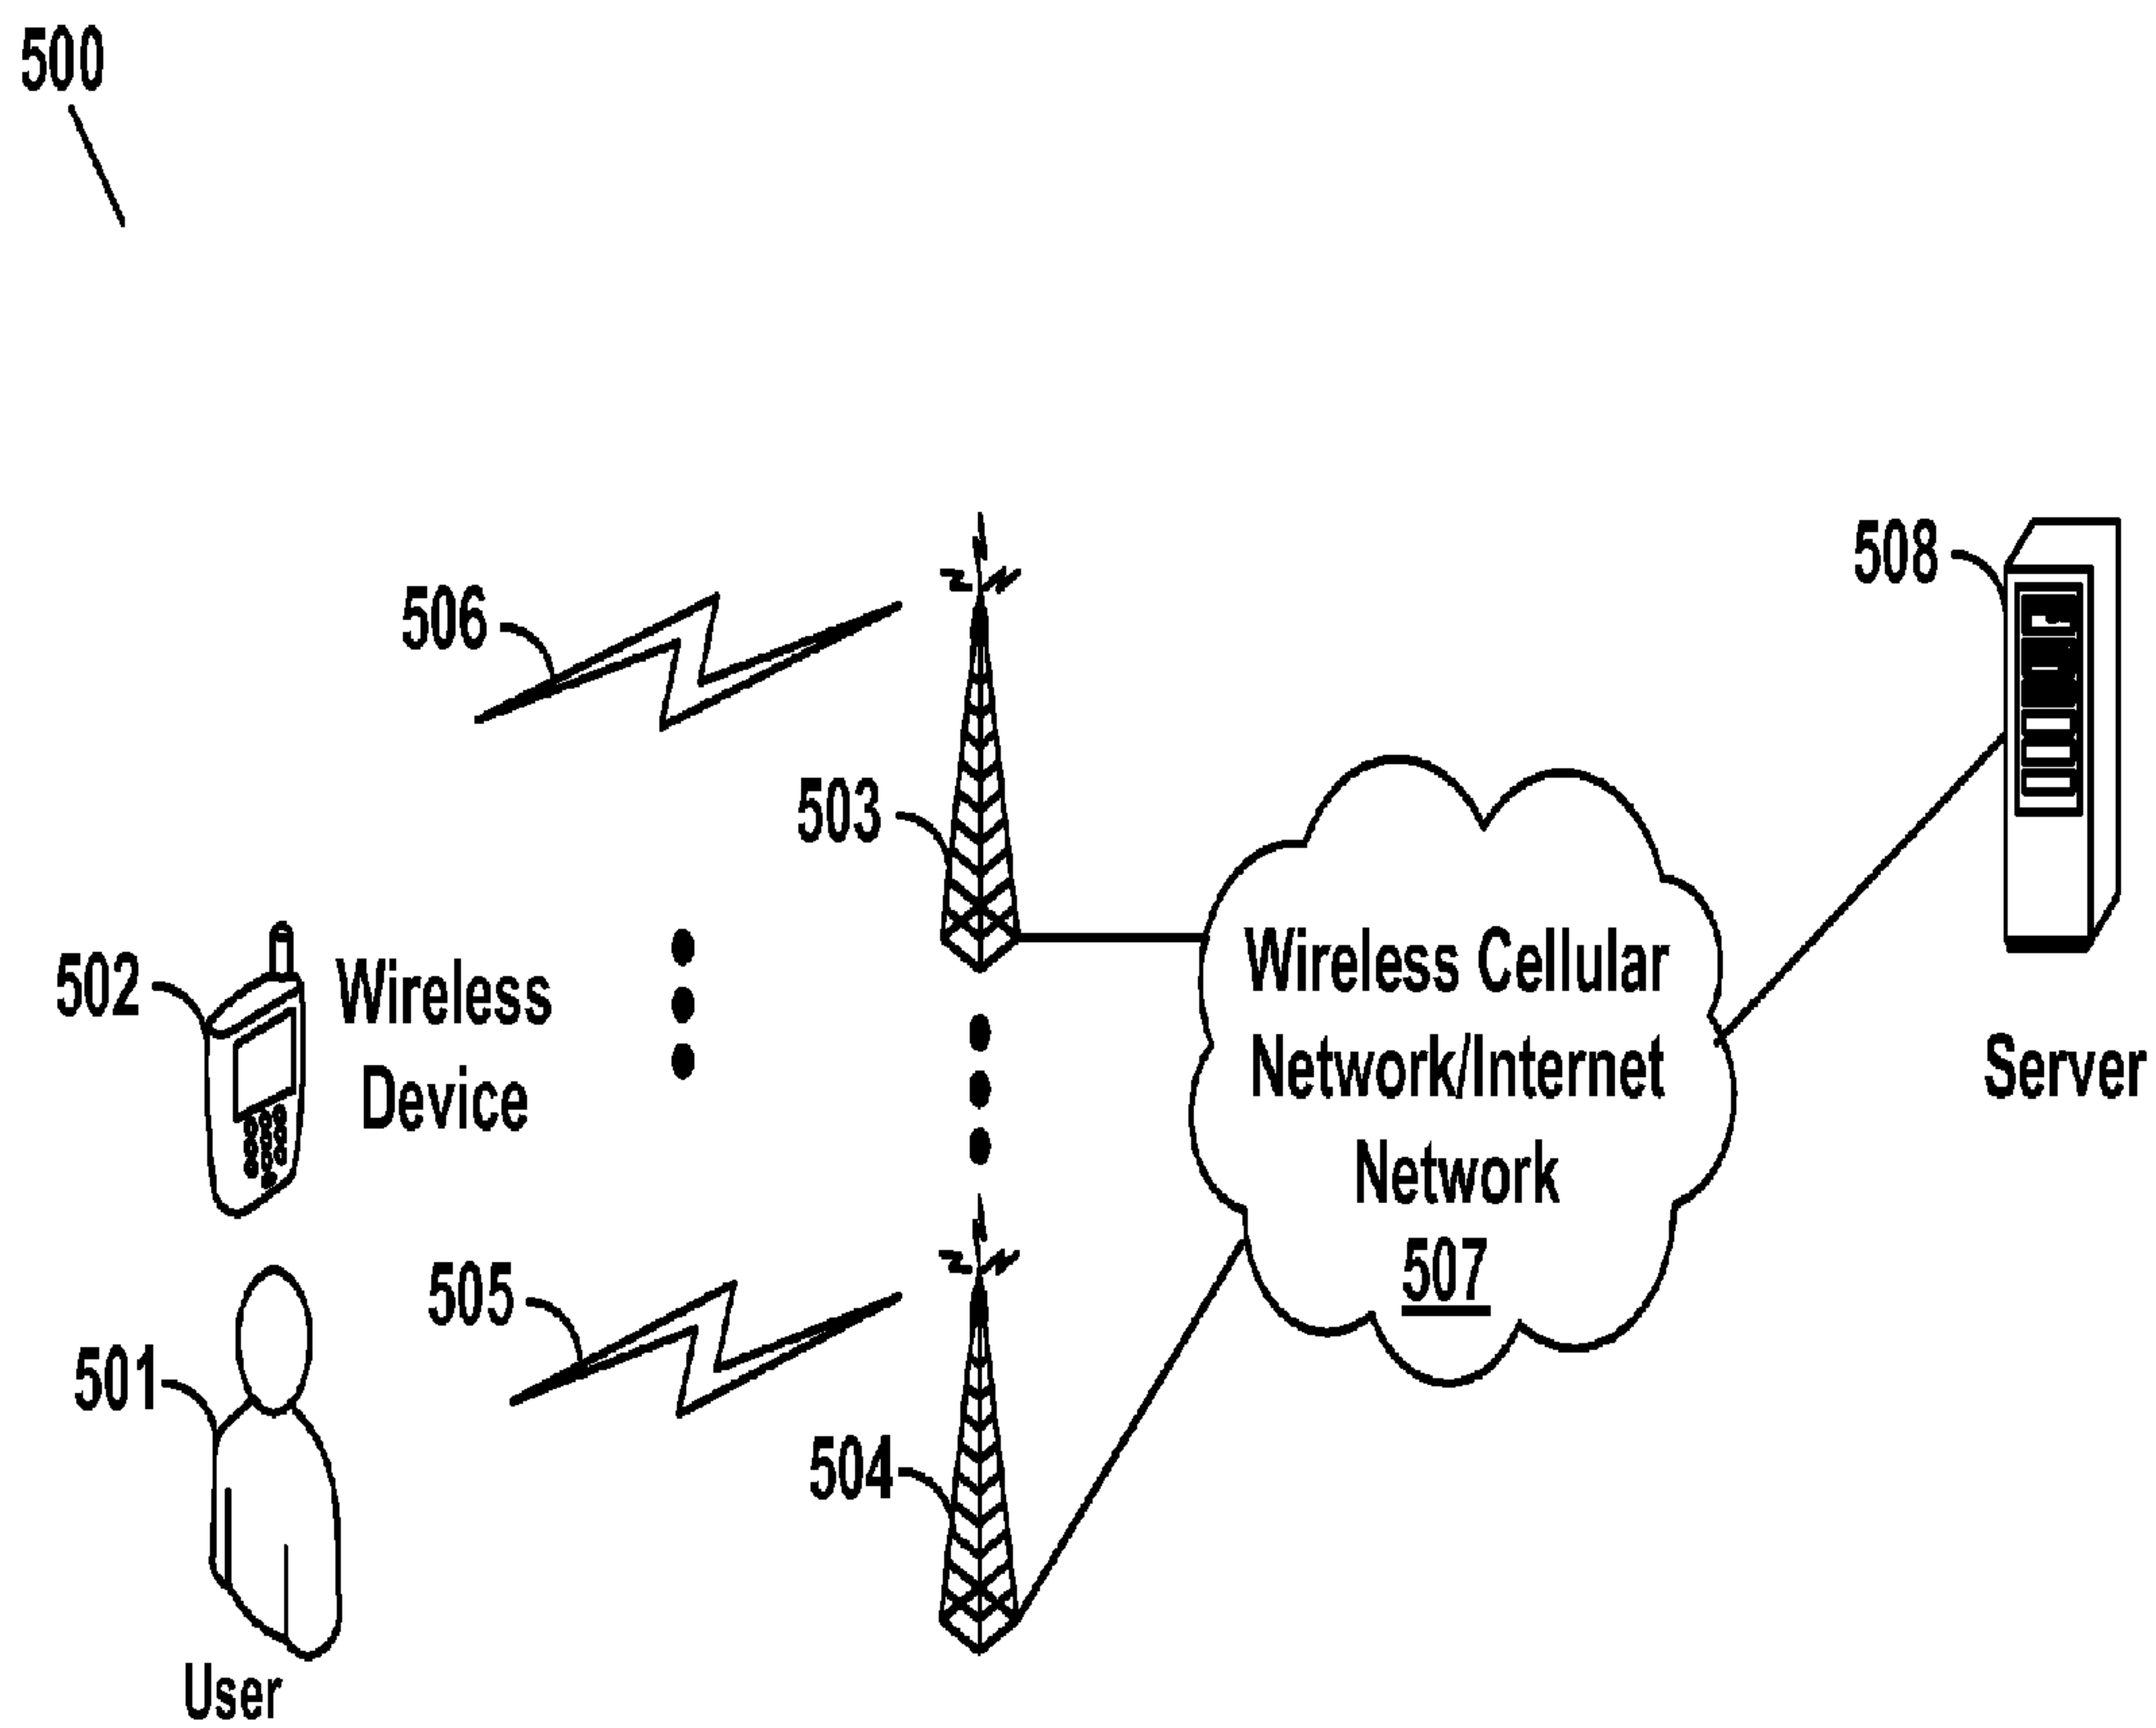 500
506
508
503
502
Wireless
Device
Wireless Cellular
Network/Internet
Network
507
Server
505
501
504
User